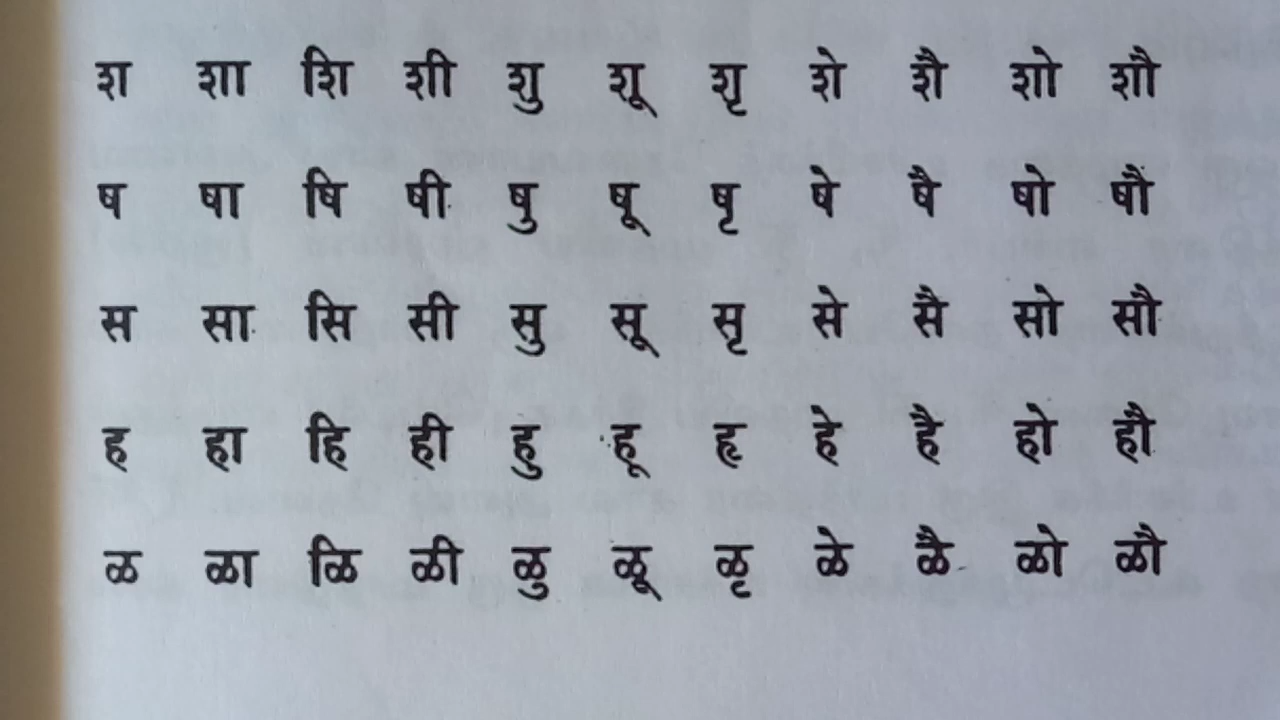 श शा शि शी शु शू शृ शे शै शो शौ
ष षा षि षी षु षू षृ षे षै षो षौ
स सा सि सी सु सू सृ से सै सो सौ
ह हा हि ही हु हू हृ हे है हो हौ
ळ ळा ळि ळी ळु ळू ळृ ळे ळै ळो ळौ